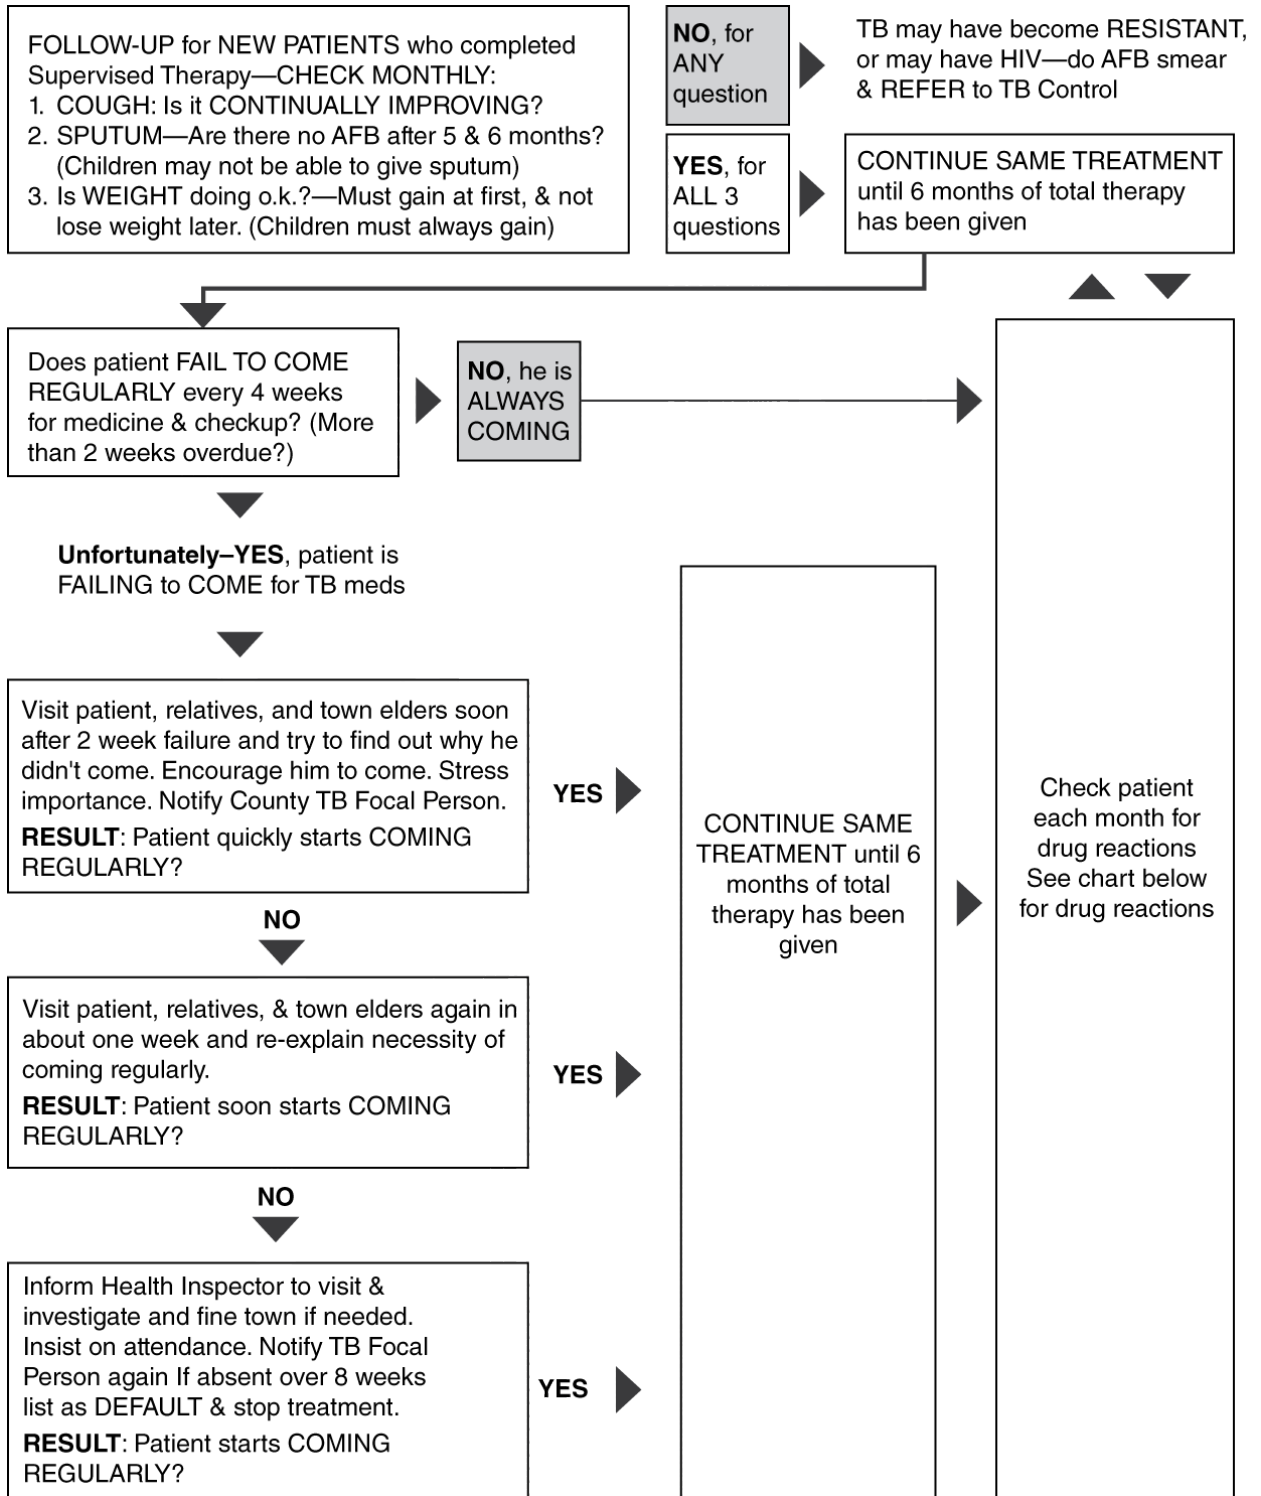 FOLLOW-UP for NEW PATIENTS who completed
Supervised Therapy—CHECK MONTHLY:
1. COUGH: Is it CONTINUALLY IMPROVING?
2. SPUTUM—Are there no AFB after 5 & 6 months?
(Children may not be able to give sputum)
3. Is WEIGHT doing o.k.?—Must gain at first, & not
lose weight later. (Children must always gain)
NO, for
ANY
question
TB may have become RESISTANT,
or may have HIV—do AFB smear
& REFER to TB Control
YES, for
ALL 3
questions
CONTINUE SAME TREATMENT
until 6 months of total therapy
has been given
Does patient FAIL TO COME
REGULARLY every 4 weeks
for medicine & checkup? (More
than 2 weeks overdue?)
NO, he is
ALWAYS
COMING
Unfortunately–YES, patient is
FAILING to COME for TB meds
Visit patient, relatives, and town elders soon
after 2 week failure and try to find out why he
didn't come. Encourage him to come. Stress
importance. Notify County TB Focal Person.
RESULT: Patient quickly starts COMING
REGULARLY?
YES
NO
Visit patient, relatives, & town elders again in
about one week and re-explain necessity of
coming regularly.
RESULT: Patient soon starts COMING
REGULARLY?
YES
NO
Inform Health Inspector to visit &
investigate and fine town if needed.
Insist on attendance. Notify TB Focal
Person again If absent over 8 weeks
list as DEFAULT & stop treatment.
RESULT: Patient starts COMING
REGULARLY?
YES
CONTINUE SAME
TREATMENT until 6
months of total
therapy has been
given
Check patient
each month for
drug reactions
See chart below
for drug reactions